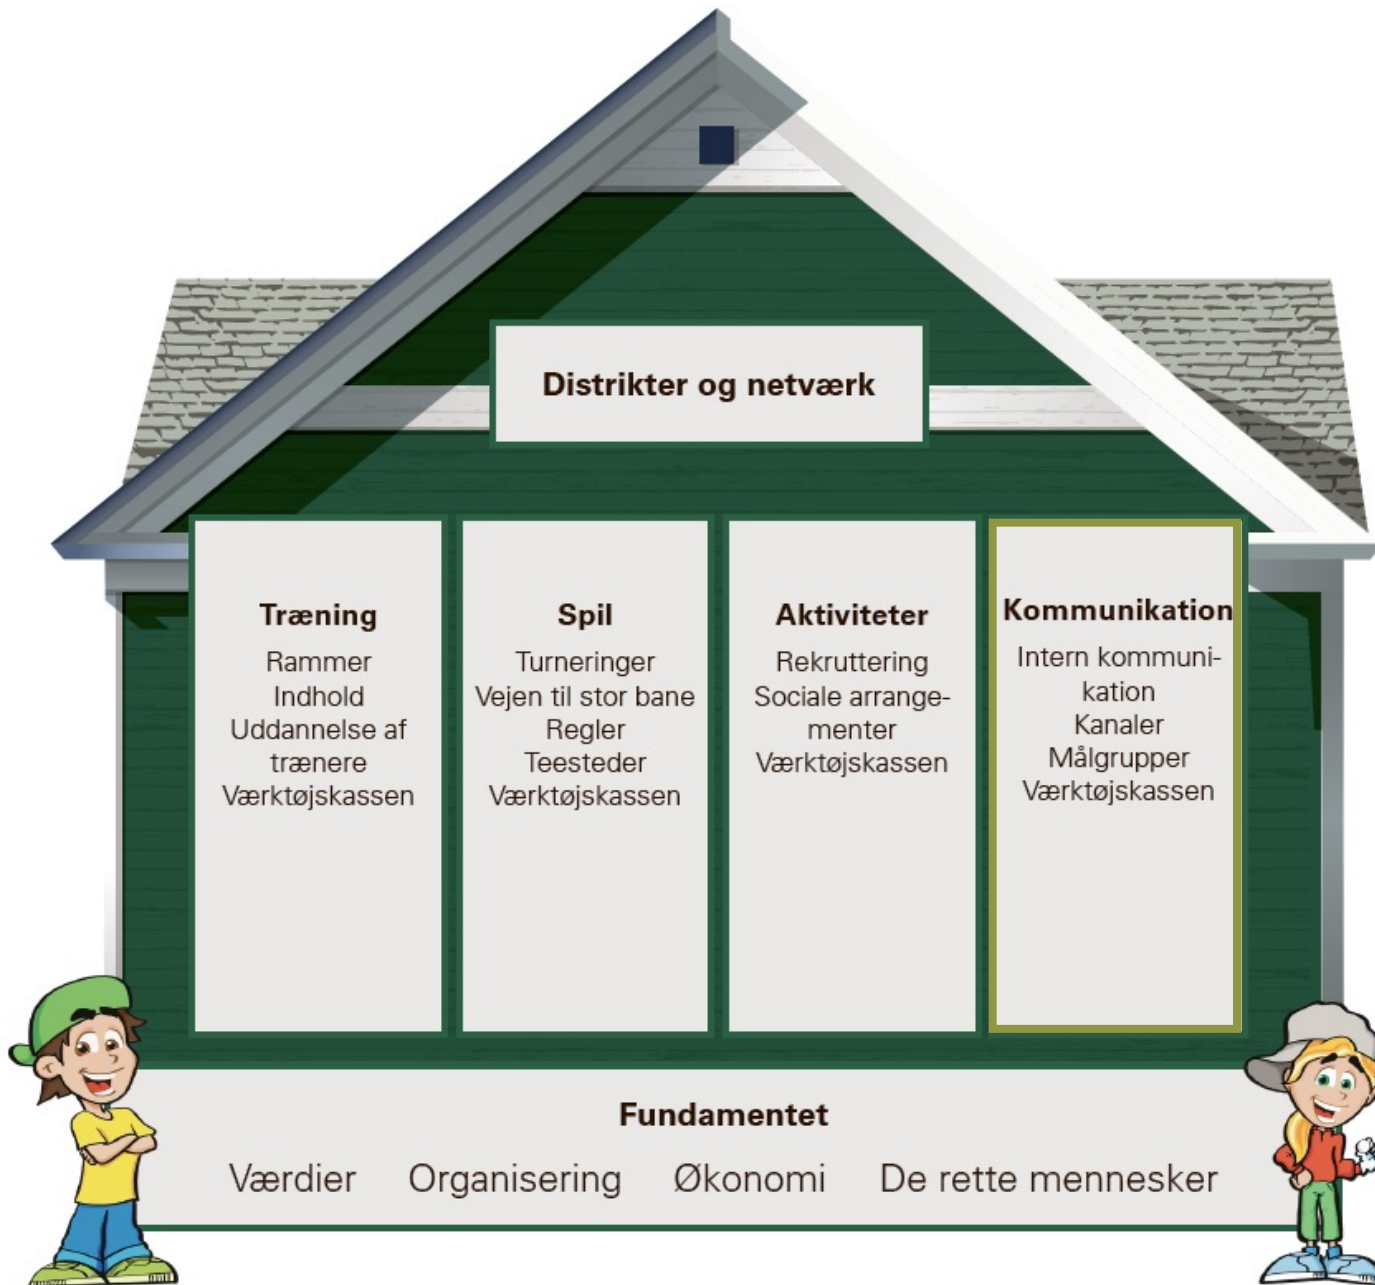 Distrikter og netværk
Træning
Rammer
Indhold
Uddannelse af
trænere
Værktøjskassen
Spil
Turneringer
Vejen til stor bane
Regler
Teesteder
Værktøjskassen
Aktiviteter
Rekruttering
Sociale arrange-
menter
Værktøjskassen
Kommunikation
Intern kommuni-
kation
Kanaler
Målgrupper
Værktøjskassen
Fundamentet
Værdier Organisering Økonomi De rette mennesker